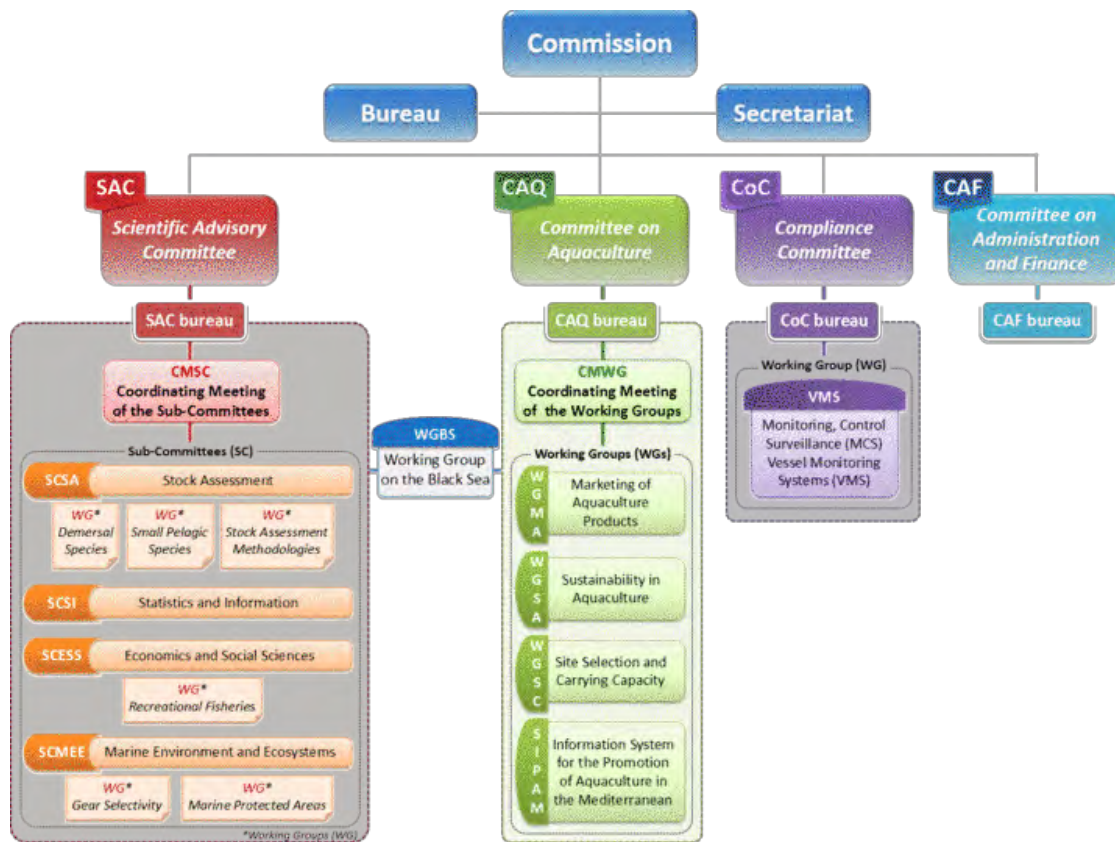 Commission
Bureau
Secretariat
SAC
Scientific Advisory
Committee
CAQ
Committee on
Aquaculture
CoC
Compliance
Committee
CAF
Committee on
Administration
and Finance
SAC bureau
CAQ bureau
CoC bureau
CAF bureau
CMSC
Coordinating Meeting
of the Sub-Committees
Sub-Committees (SC)
SCSA
Stock Assessment
WG*
Demersal
Species
WG*
Small Pelagic
Species
WG*
Stock Assessment
Methodologies
SCSI
Statistics and Information
SCESS
Economics and Social Sciences
WG*
Recreational Fisheries
SCMEE
Marine Environment and Ecosystems
WG*
Gear Selectivity
WG*
Marine Protected Areas
*Working Groups (WG)
WGBS
Working Group
on the Black Sea
CMWG
Coordinating Meeting
of the Working Groups
Working Groups (WGs)
WGMA
Marketing of
Aquaculture
Products
WGSA
Sustainability in
Aquaculture
WGSC
Site Selection and
Carrying Capacity
SIPAM
Information System
for the Promotion
of Aquaculture in
the Mediterranean
Working Group (WG)
VMS
Monitoring, Control
Surveillance (MCS)
Vessel Monitoring
Systems (VMS)